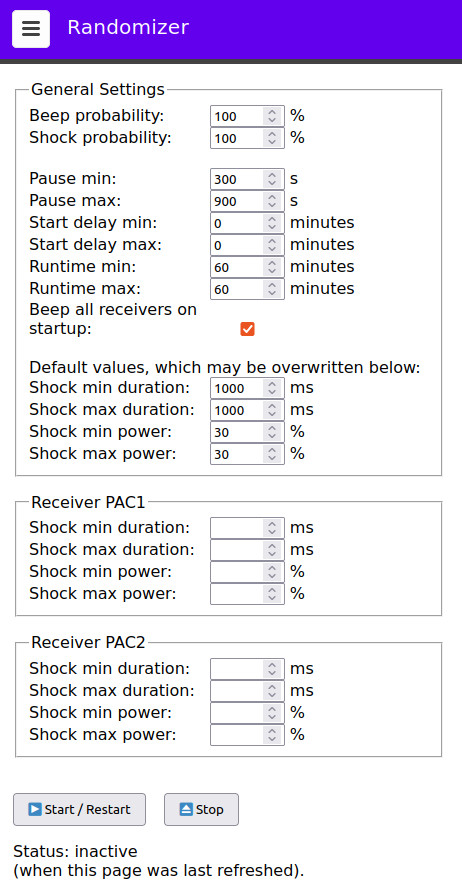 Randomizer
General Settings
Beep probability: 100 %
Shock probability: 100 %
Pause min: 300 s
Pause max: 900 s
Start delay min: 0 minutes
Start delay max: 0 minutes
Runtime min: 60 minutes
Runtime max: 60 minutes
Beep all receivers on
startup:
Default values, which may be overwritten below:
Shock min duration: 1000 ms
Shock max duration: 1000 ms
Shock min power: 30 %
Shock max power: 30 %
Receiver PAC1
Shock min duration: ms
Shock max duration: ms
Shock min power: %
Shock max power: %
Receiver PAC2
Shock min duration: ms
Shock max duration: ms
Shock min power: %
Shock max power: %
Start / Restart Stop
Status: inactive
(when this page was last refreshed).